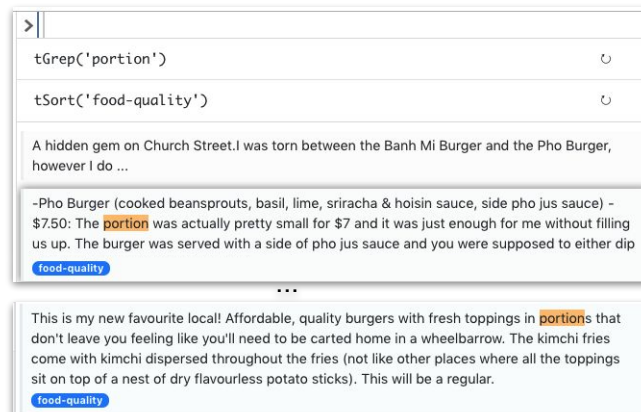 >
tGrep('portion')
tSort('food-quality')
A hidden gem on Church Street.I was torn between the Banh Mi Burger and the Pho Burger,
however I do ...
-Pho Burger (cooked beansprouts, basil, lime, sriracha & hoisin sauce, side pho jus sauce) -
$7.50: The portion was actually pretty small for $7 and it was just enough for me without filling
us up. The burger was served with a side of pho jus sauce and you were supposed to either dip
food-quality
...
This is my new favourite local! Affordable, quality burgers with fresh toppings in portions that
don't leave you feeling like you'll need to be carted home in a wheelbarrow. The kimchi fries
come with kimchi dispersed throughout the fries (not like other places where all the toppings
sit on top of a nest of dry flavourless potato sticks). This will be a regular.
food-quality